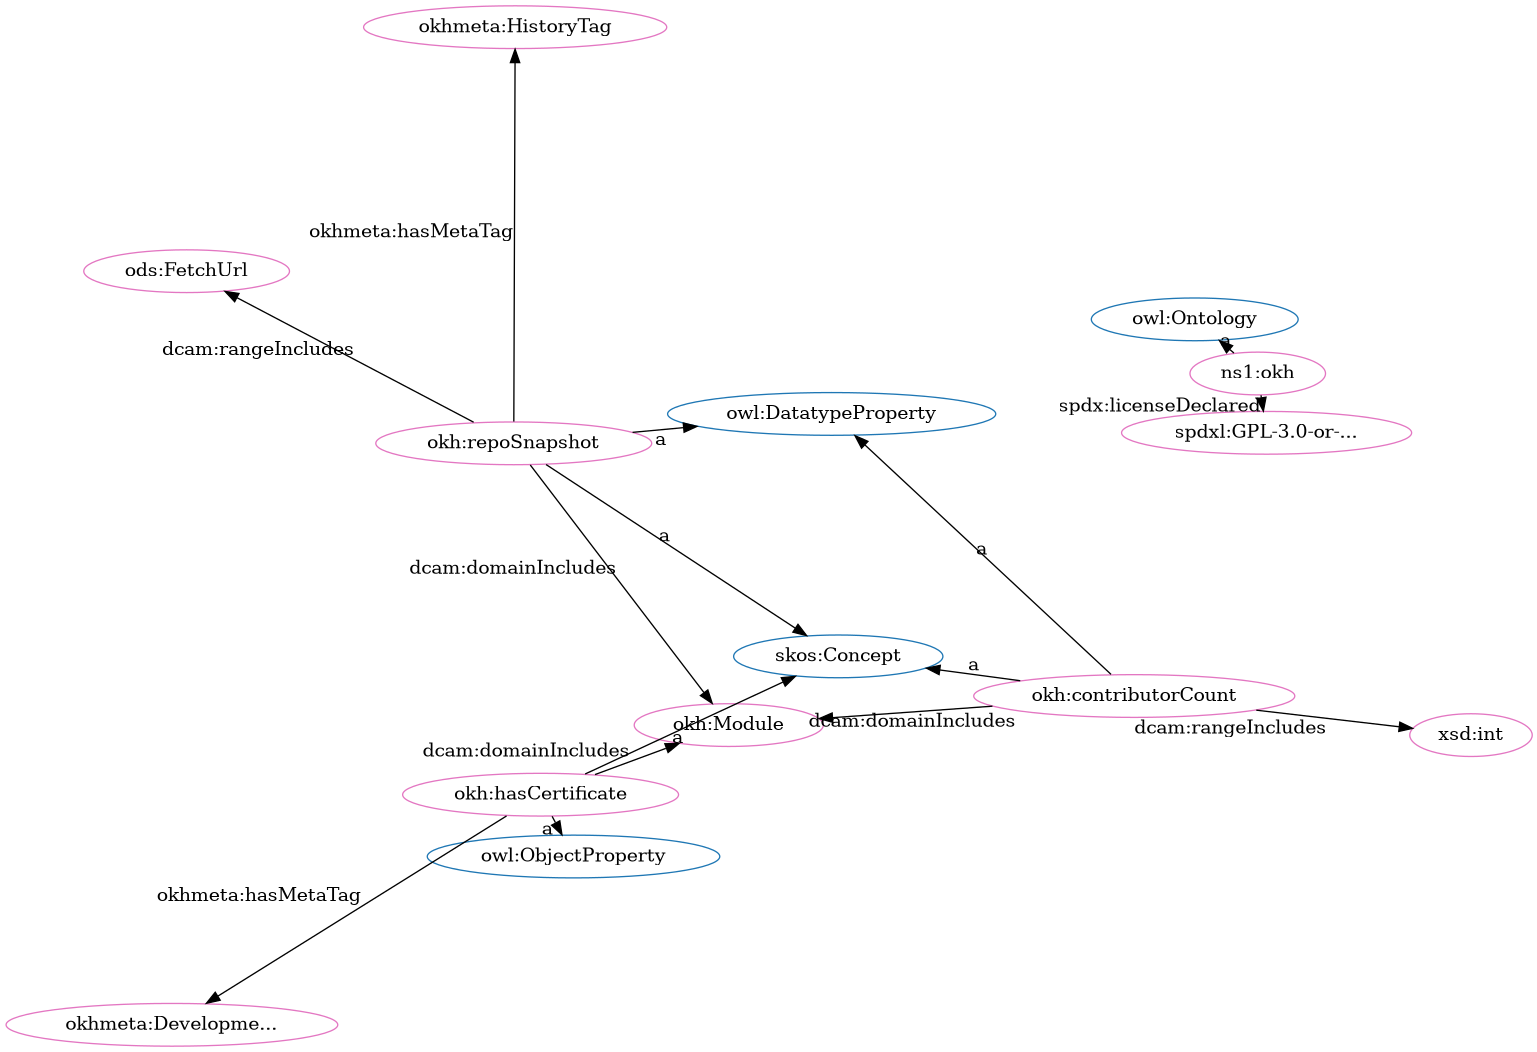 okhmeta:HistoryTag
okhmeta:hasMetaTag
ods:FetchUrl
owl:Ontology
a
dcam:rangeIncludes
ns1:okh
spdx:licenseDeclared
owl:DatatypeProperty
spdxl:GPL-3.0-or-...
okh:repoSnapshot
a
a
a
dcam:domainIncludes
skos:Concept
a
okh:contributorCount
okh:Module
dcam:domainIncludes
dcam:rangeIncludes
xsd:int
a
dcam:domainIncludes
okh:hasCertificate
a
owl:ObjectProperty
okhmeta:hasMetaTag
okhmeta:Developme...